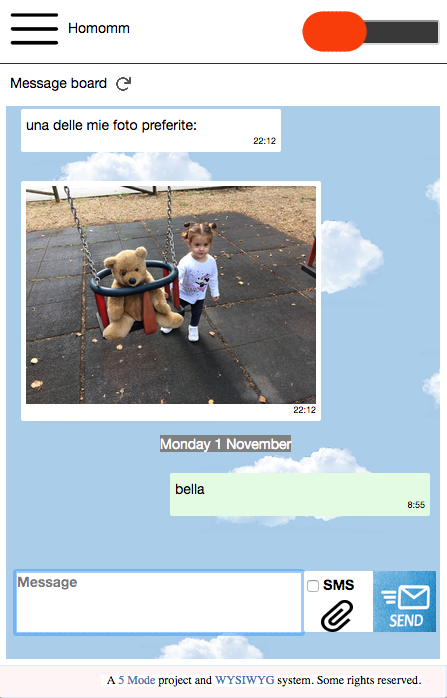 Homomm
Message board
una delle mie foto preferite:
22:12
22:12
Monday 1 November
bella
8:55
Message
SMS
SEND
A 5 Mode project and WYSIWYG system. Some rights reserved.